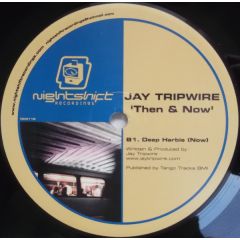 nightshift
RECORDINGS
JAY TRIPWIRE
'Then & Now'
B1. Deep Harbie (Now)
Written & Produced by
Jay Tripwire
www.jaytripwire.com
Published by Tango Tracks BMI